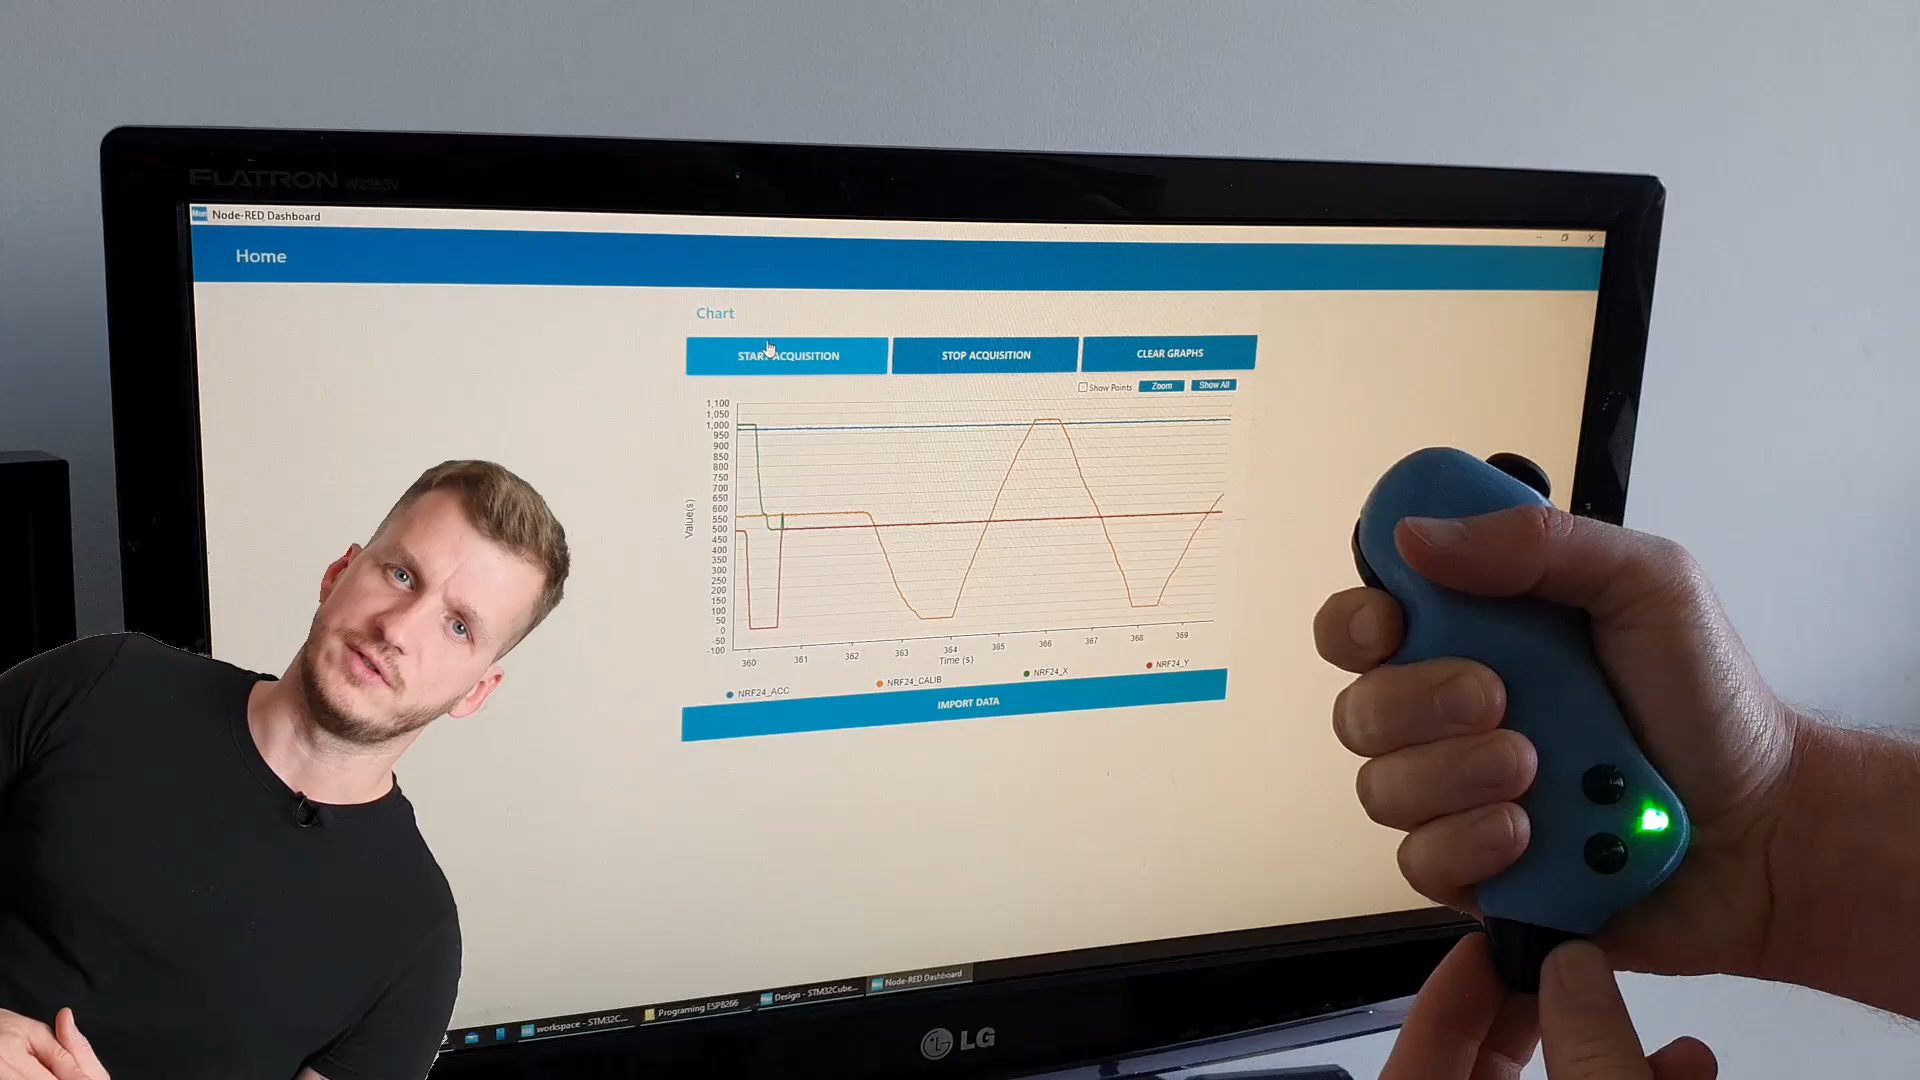 FLATRON W2353V
Node-RED Dashboard
Home
Chart
START ACQUISITION
STOP ACQUISITION
CLEAR GRAPHS
Show Points
Zoom
Show All
1,100
1,050
1,000
950
900
850
800
750
700
650
600
550
500
450
400
350
300
250
200
150
100
50
0
-50
-100
Value(s)
360
361
362
363
364
365
366
367
368
369
Time (s)
NRF24_ACC
NRF24_CALIB
NRF24_X
NRF24_Y
IMPORT DATA
workspace - STM32C...
Programing ESP8266
Design - STM32Cube...
Node-RED Dashboard
LG